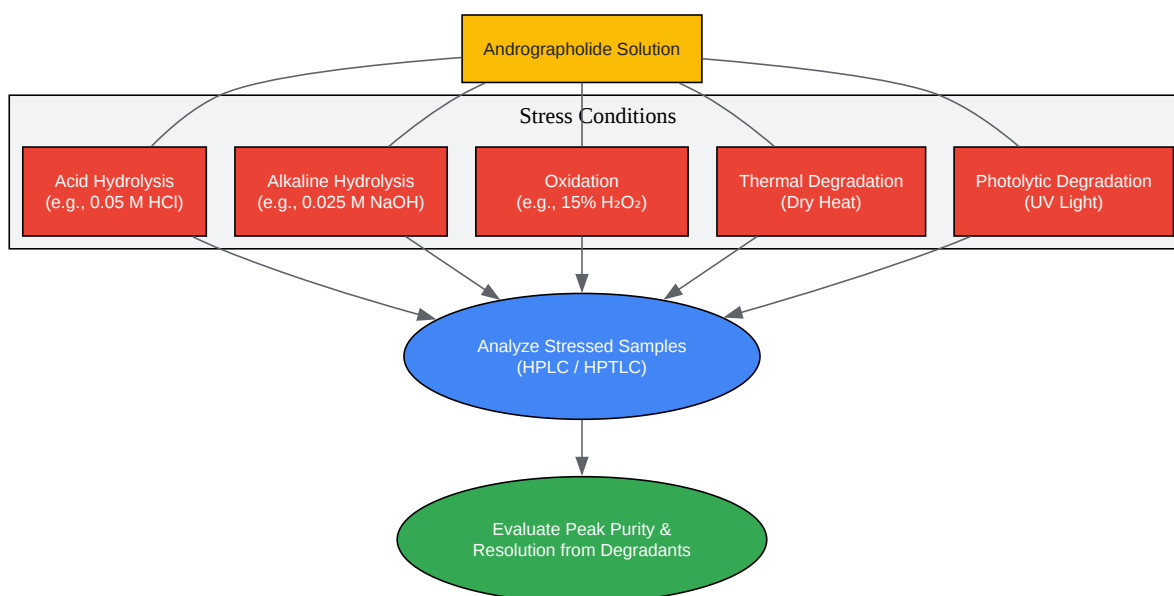 Andrographolide Solution
Stress Conditions
Acid Hydrolysis
(e.g., 0.05 M HCl)
Alkaline Hydrolysis
(e.g., 0.025 M NaOH)
Oxidation
(e.g., 15% H₂O₂)
Thermal Degradation
(Dry Heat)
Photolytic Degradation
(UV Light)
Analyze Stressed Samples
(HPLC / HPTLC)
Evaluate Peak Purity &
Resolution from Degradants